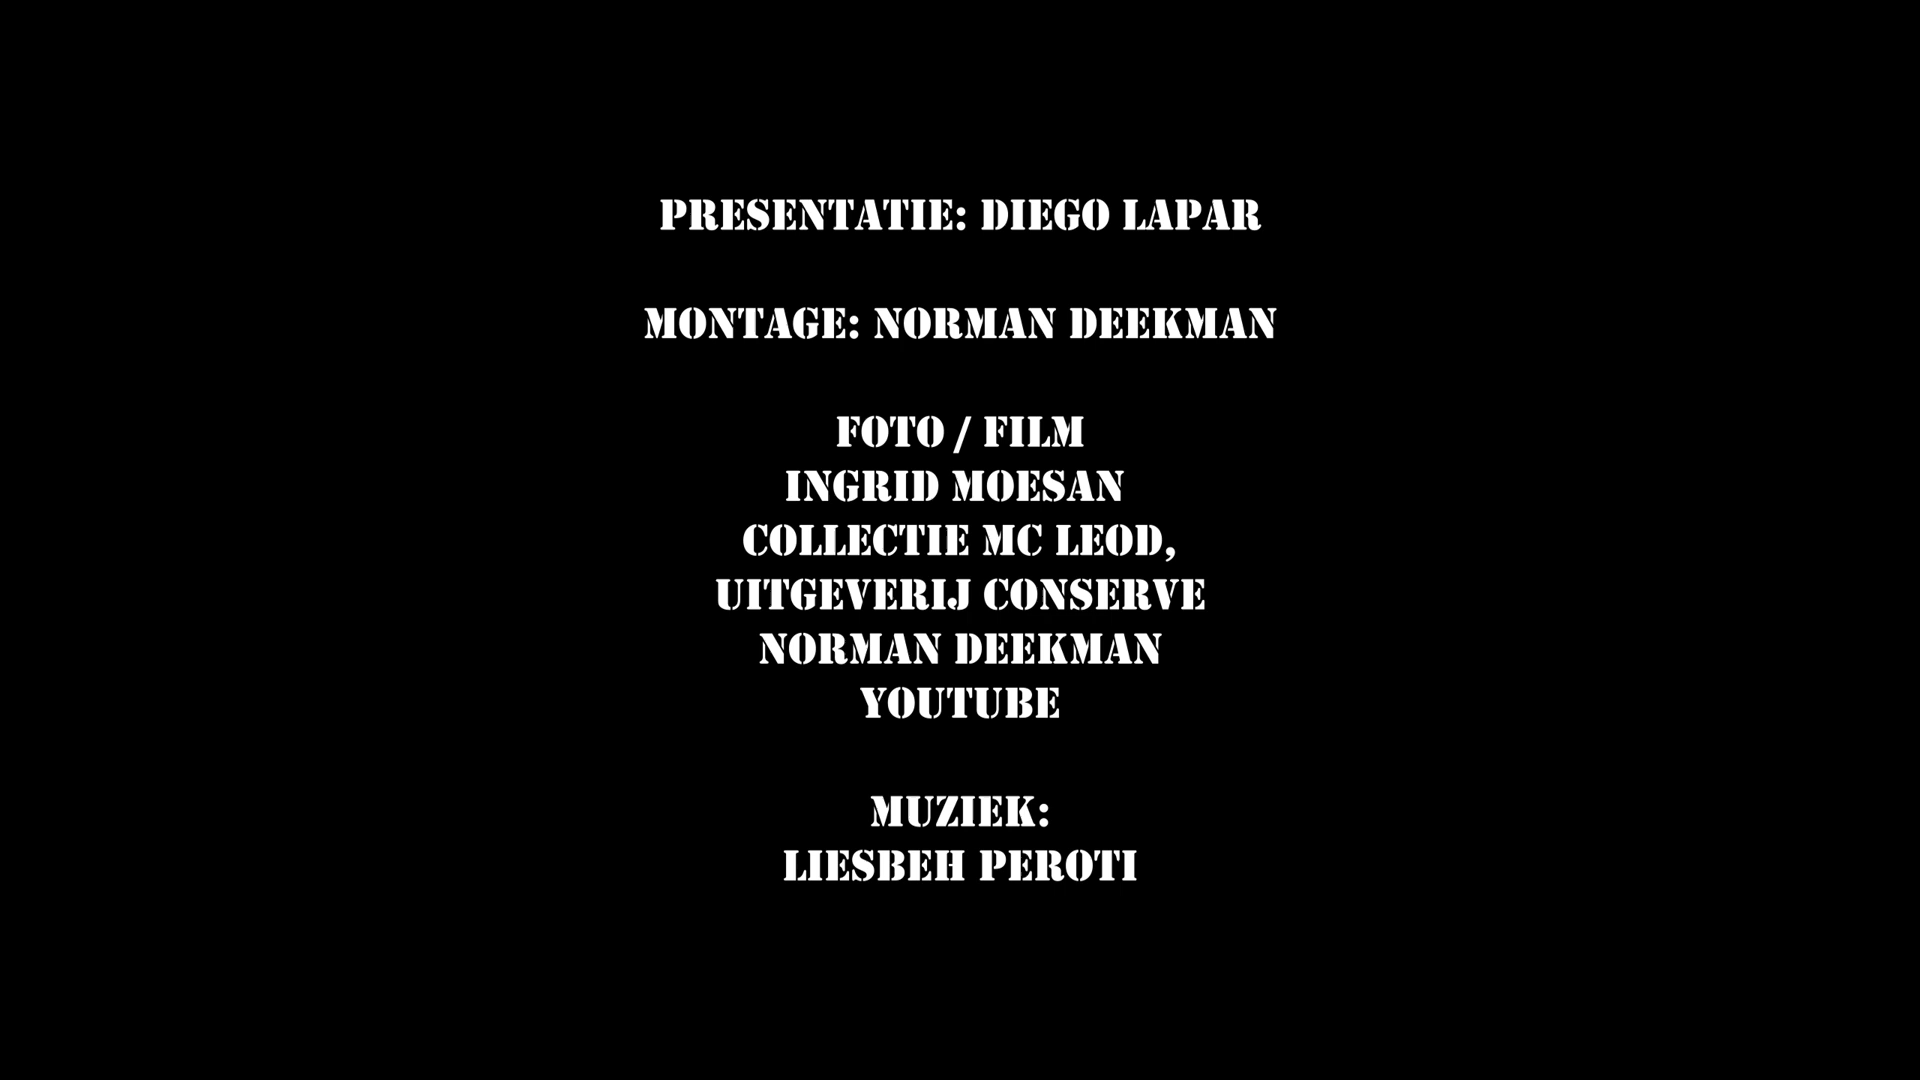 PRESENTATIE: DIEGO LAPAR
MONTAGE: NORMAN DEEKMAN
FOTO / FILM
INGRID MOESAN
COLLECTIE MC LEOD,
UITGEVERIJ CONSERVE
NORMAN DEEKMAN
YOUTUBE
MUZIEK:
LIESBEH PEROTI